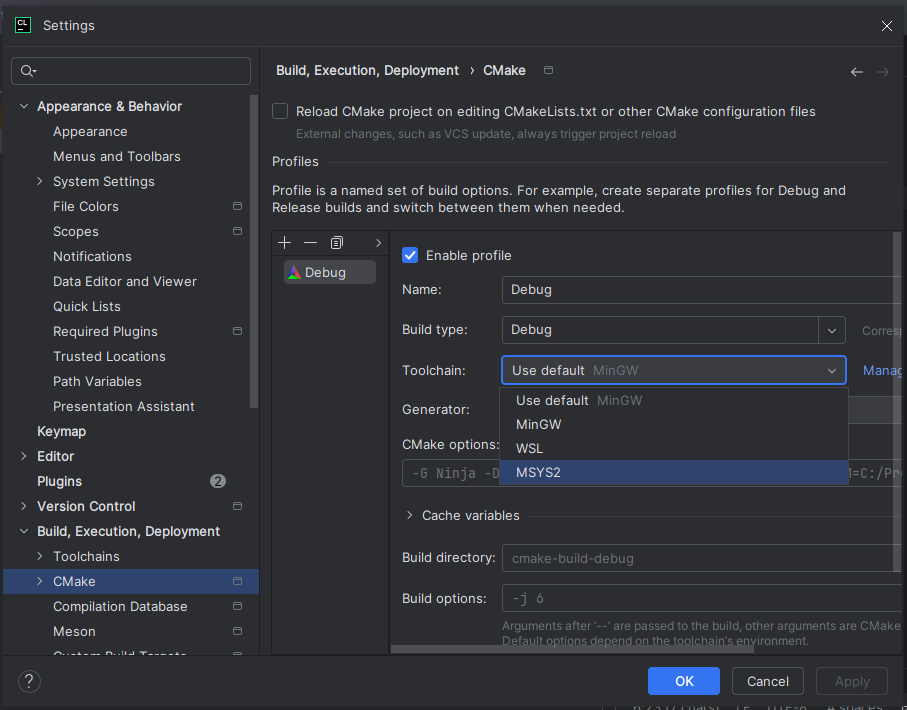 CL
Settings
Appearance & Behavior
Appearance
Menus and Toolbars
System Settings
File Colors
Scopes
Notifications
Data Editor and Viewer
Quick Lists
Required Plugins
Trusted Locations
Path Variables
Presentation Assistant
Keymap
Editor
Plugins 2
Version Control
Build, Execution, Deployment
Toolchains
CMake
Compilation Database
Meson
Custom Build Targets
Build, Execution, Deployment › CMake
Reload CMake project on editing CMakeLists.txt or other CMake configuration files
External changes, such as VCS update, always trigger project reload
Profiles
Profile is a named set of build options. For example, create separate profiles for Debug and
Release builds and switch between them when needed.
Debug
Enable profile
Name: Debug
Build type: Debug Corresp
Toolchain: Use default MinGW Manag
Use default MinGW
MinGW
WSL
MSYS2
Generator:
CMake options:
-G Ninja -D =C:/Pr
Cache variables
Build directory: cmake-build-debug
Build options: -j 6
Arguments after '--' are passed to the build, other arguments are CMake
Default options depend on the toolchain's environment.
?
OK
Cancel
Apply